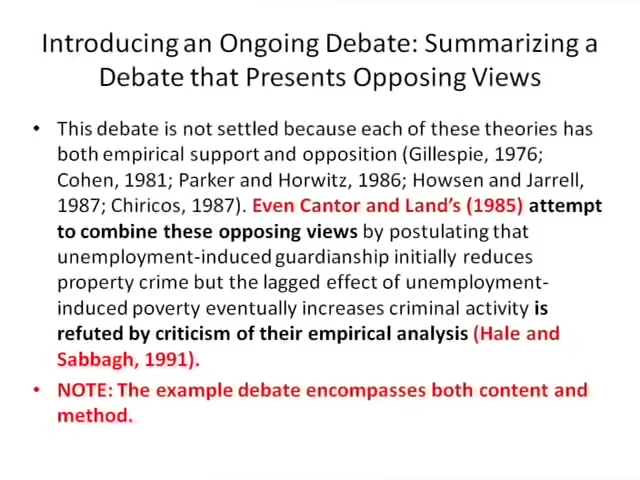 Introducing an Ongoing Debate: Summarizing a
Debate that Presents Opposing Views
• This debate is not settled because each of these theories has
both empirical support and opposition (Gillespie, 1976;
Cohen, 1981; Parker and Horwitz, 1986; Howsen and Jarrell,
1987; Chiricos, 1987). Even Cantor and Land's (1985) attempt
to combine these opposing views by postulating that
unemployment-induced guardianship initially reduces
property crime but the lagged effect of unemployment-
induced poverty eventually increases criminal activity is
refuted by criticism of their empirical analysis (Hale and
Sabbagh, 1991).
• NOTE: The example debate encompasses both content and
method.